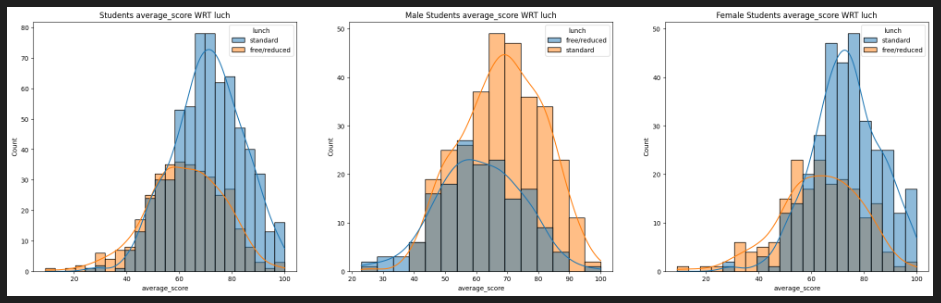 Students average_score WRT luch
lunch
standard
free/reduced
80
70
60
50
40
30
20
10
0
Count
20
40
60
80
100
average_score
Male Students average_score WRT luch
lunch
free/reduced
standard
50
40
30
20
10
0
Count
20
30
40
50
60
70
80
90
100
average_score
Female Students average_score WRT luch
lunch
standard
free/reduced
50
40
30
20
10
0
Count
20
40
60
80
100
average_score